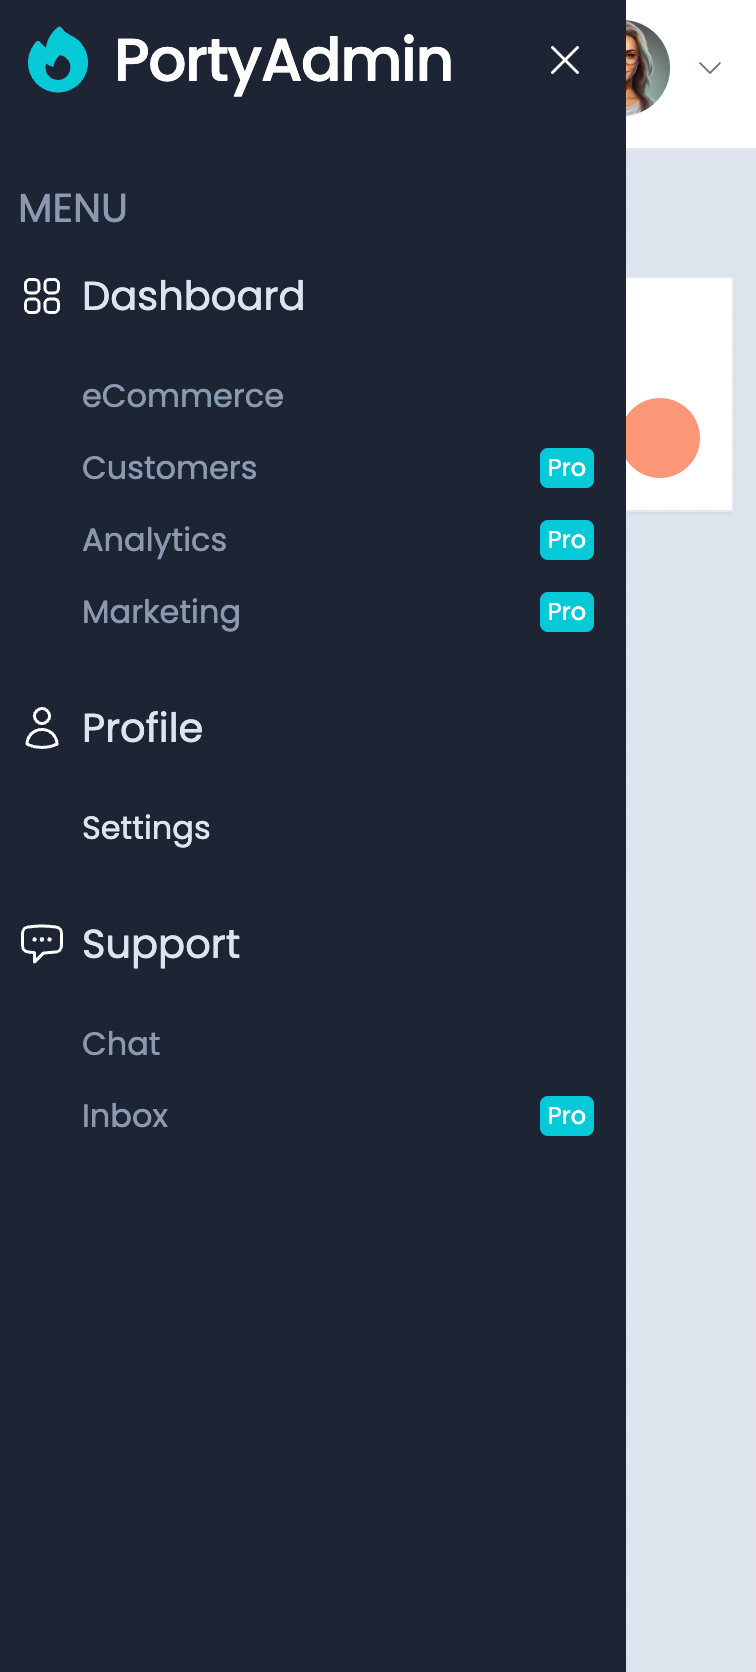 PortyAdmin
MENU
Dashboard
eCommerce
Customers Pro
Analytics Pro
Marketing Pro
Profile
Settings
Support
Chat
Inbox Pro